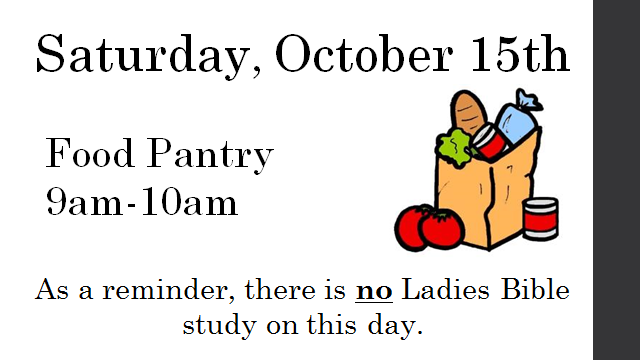 Saturday, October 15th
Food Pantry
9am-10am
As a reminder, there is no Ladies Bible
study on this day.